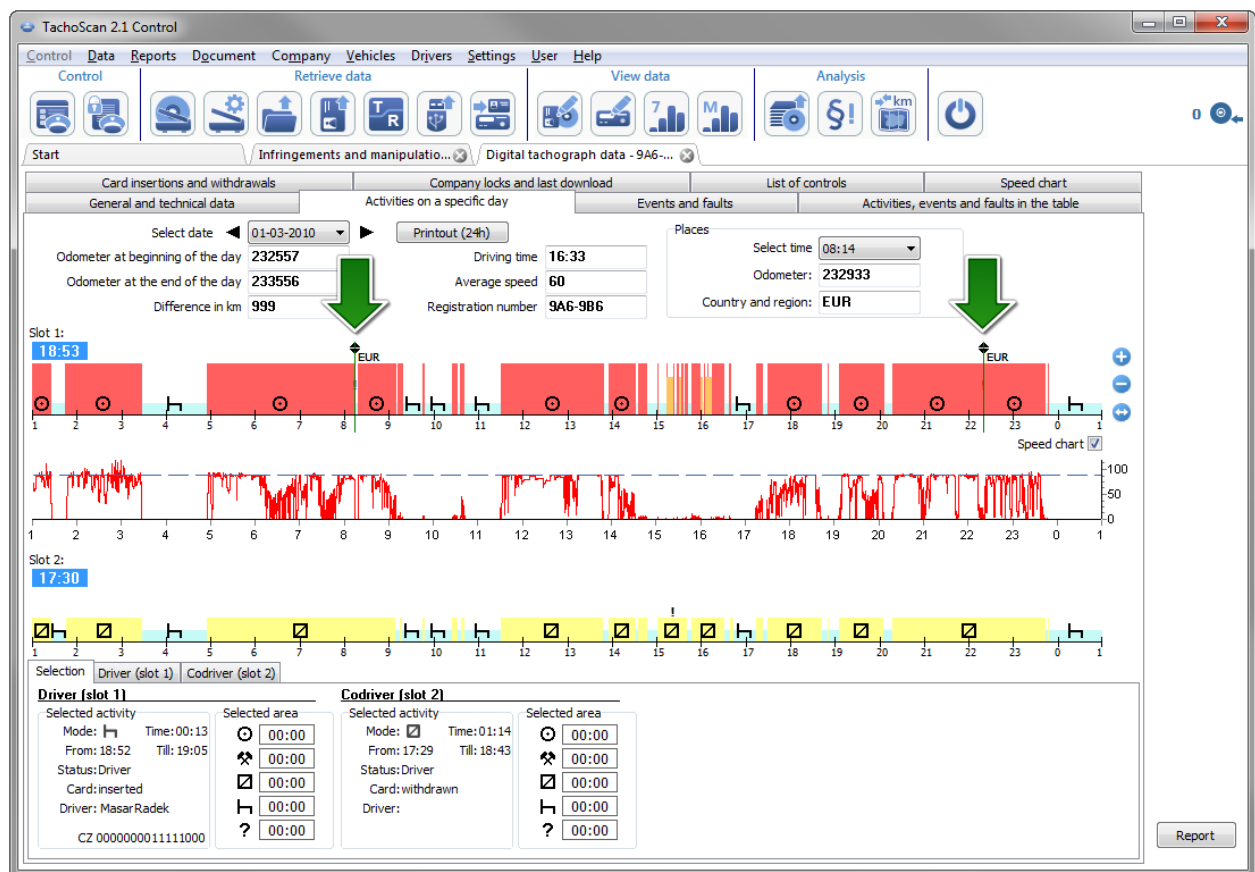 TachoScan 2.1 Control
Control Data Reports Document Company Vehicles Drivers Settings User Help
Control Retrieve data View data Analysis
T R 7 M §! km
0
Start Infringements and manipulatio... Digital tachograph data - 9A6-...
Card insertions and withdrawals Company locks and last download List of controls Speed chart
General and technical data Activities on a specific day Events and faults Activities, events and faults in the table
Select date 01-03-2010 Printout (24h) Places
Odometer at beginning of the day 232557 Driving time 16:33 Select time 08:14
Odometer at the end of the day 233556 Average speed 60 Odometer: 232933
Difference in km 999 Registration number 9A6-9B6 Country and region: EUR
Slot 1:
18:53
EUR EUR
1 2 3 4 5 6 7 8 9 10 11 12 13 14 15 16 17 18 19 20 21 22 23 0 1
Speed chart
100
50
0
1 2 3 4 5 6 7 8 9 10 11 12 13 14 15 16 17 18 19 20 21 22 23 0 1
Slot 2:
17:30
!
1 2 3 4 5 6 7 8 9 10 11 12 13 14 15 16 17 18 19 20 21 22 23 0 1
Selection Driver (slot 1) Codriver (slot 2)
Driver (slot 1) Codriver (slot 2)
Selected activity Selected area Selected activity Selected area
Mode: Time:00:13 00:00 Mode: Time:01:14 00:00
From: 18:52 Till: 19:05 00:00 From: 17:29 Till: 18:43 00:00
Status:Driver 00:00 Status:Driver 00:00
Card:inserted Card:withdrawn
Driver: MasarRadek 00:00 Driver: 00:00
CZ 0000000011111000 ? 00:00 ? 00:00
Report